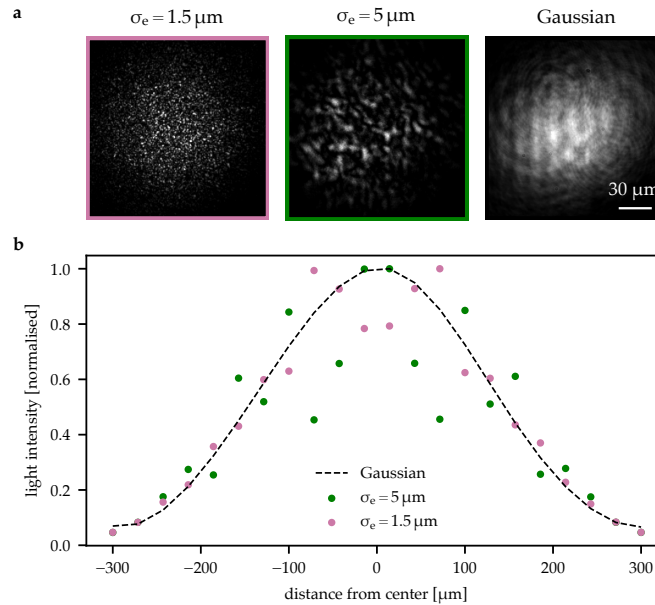 a
σe = 1.5 μm
σe = 5 μm
Gaussian
30 μm
b
light intensity [normalised]
1.0
0.8
0.6
0.4
0.2
0.0
Gaussian
σe = 5 μm
σe = 1.5 μm
−300
−200
−100
0
100
200
300
distance from center [μm]